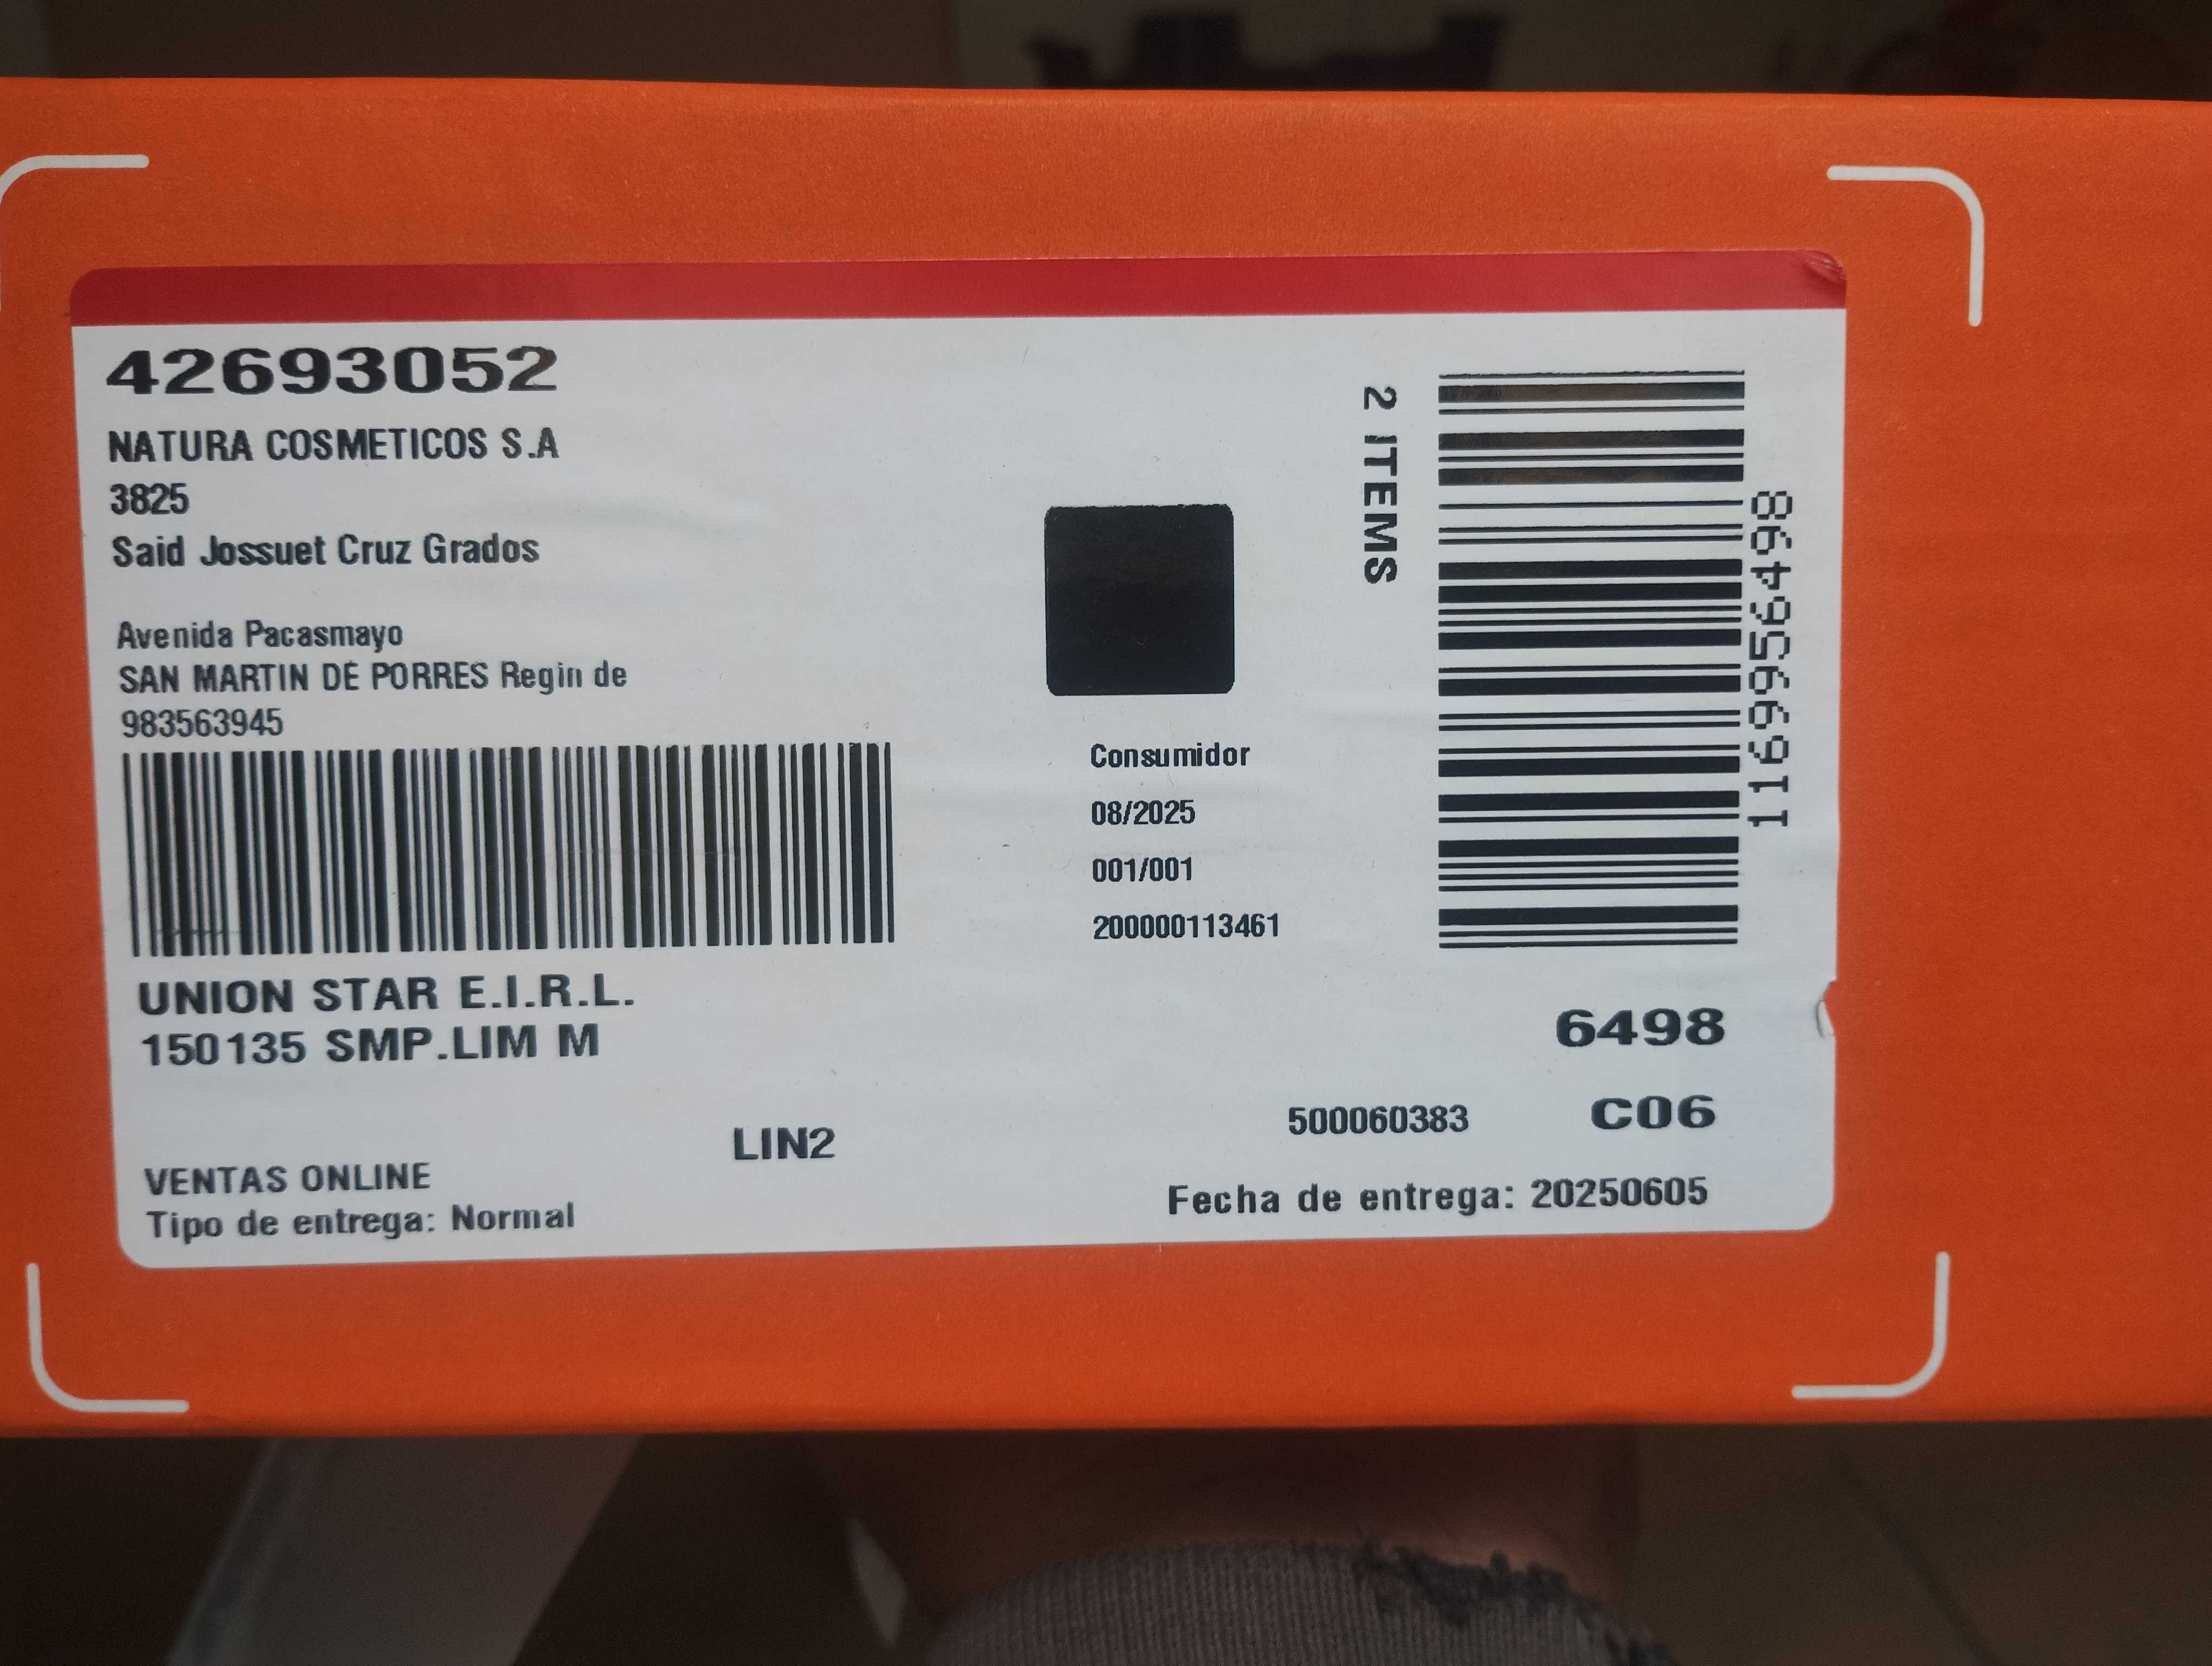 42693052
NATURA COSMETICOS S.A
3825
Said Jossuet Cruz Grados
Avenida Pacasmayo
SAN MARTIN DE PORRES Regin de
983563945
UNION STAR E.I.R.L.
150135 SMP.LIM M
LIN2
VENTAS ONLINE
Tipo de entrega: Normal
2 ITEMS
Consumidor
08/2025
001/001
200000113461
1169956498
6498
500060383 C06
Fecha de entrega: 20250605